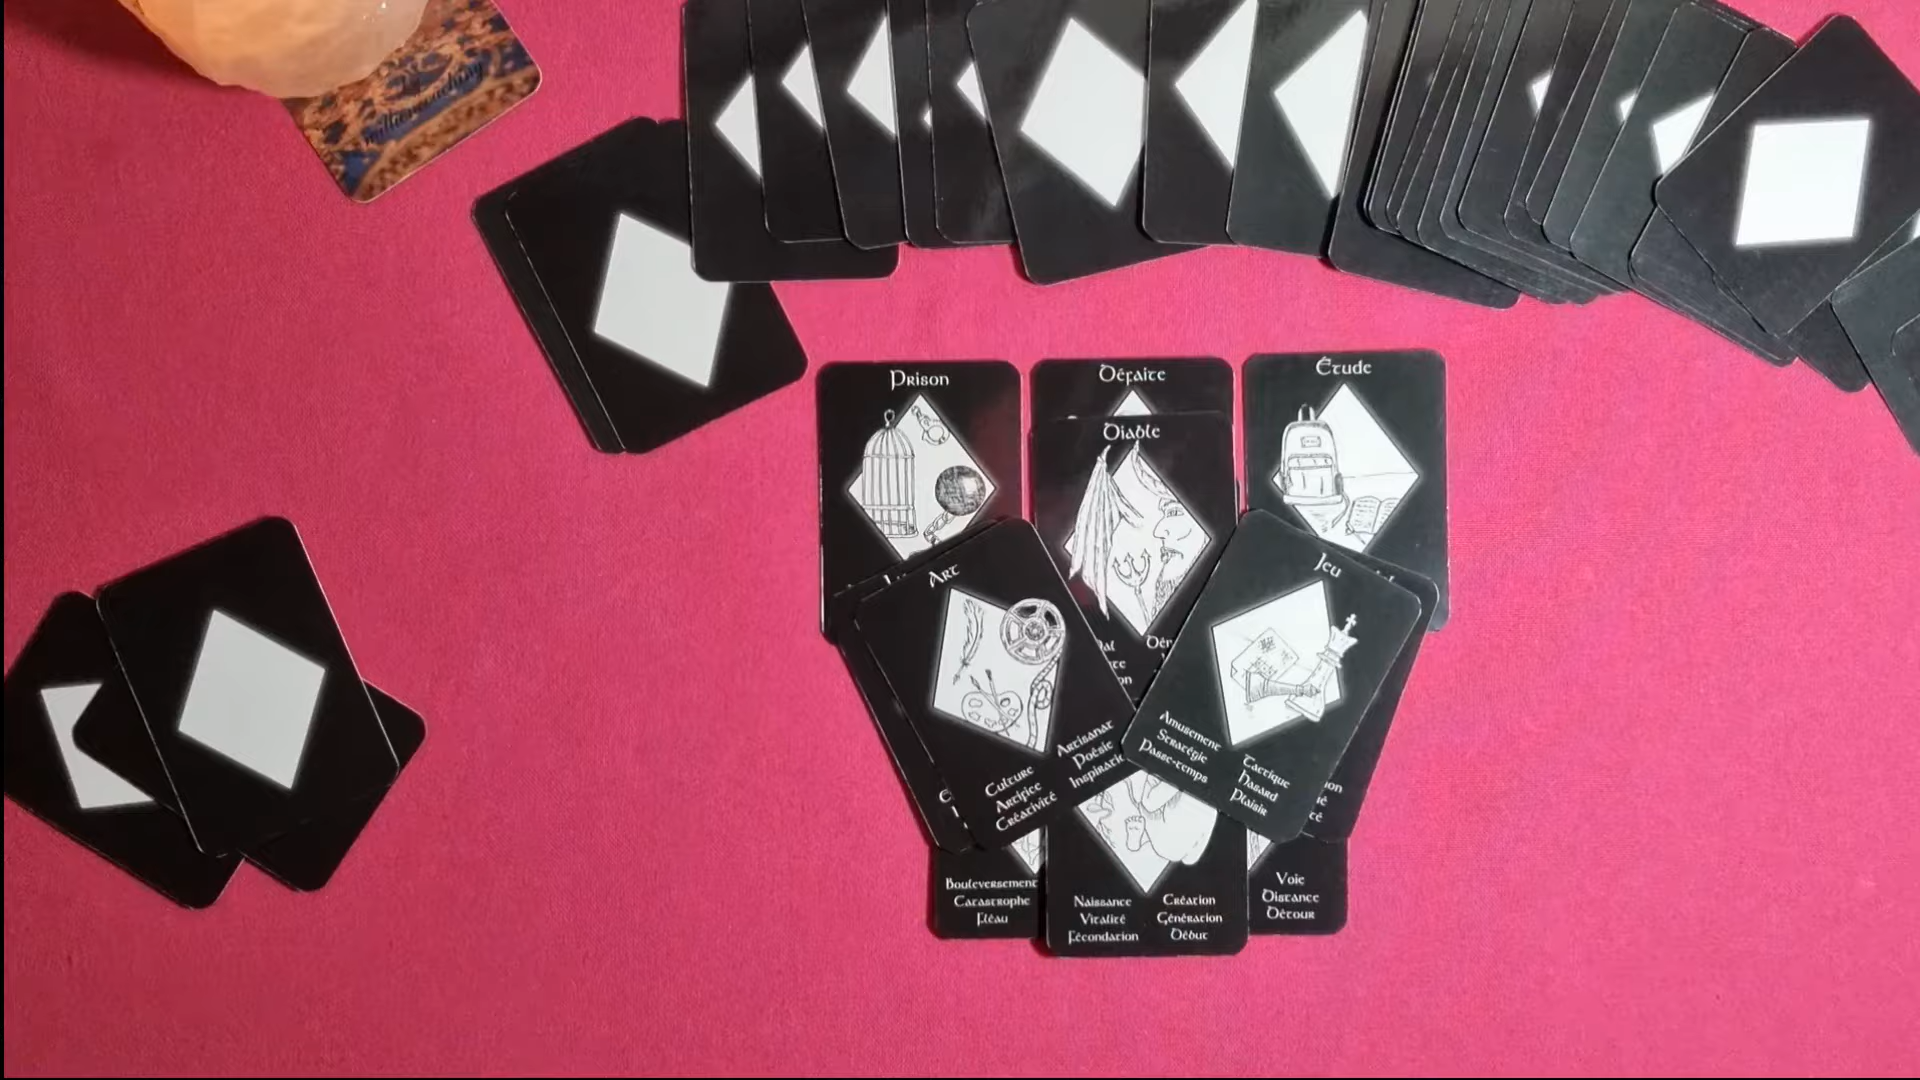 Prison
Défaite
Étude
Diable
Art
Jeu
Culture
Artifice
Créativité
Artisanat
Poésie
Amusement
Stratégie
Passe-temps
Tactique
Hasard
Plaisir
Bouleversement
Catastrophe
Fléau
Naissance
Vitalité
Fécondation
Création
Génération
Début
Voie
Distance
Détour